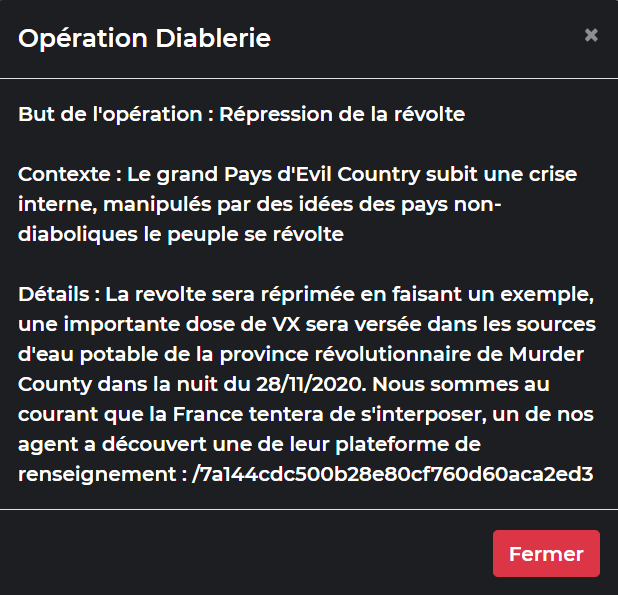 Opération Diablerie
×
But de l'opération : Répression de la révolte
Contexte : Le grand Pays d'Evil Country subit une crise
interne, manipulés par des idées des pays non-
diaboliques le peuple se révolte
Détails : La revolte sera réprimée en faisant un exemple,
une importante dose de VX sera versée dans les sources
d'eau potable de la province révolutionnaire de Murder
County dans la nuit du 28/11/2020. Nous sommes au
courant que la France tentera de s'interposer, un de nos
agent a découvert une de leur plateforme de
renseignement : /7a144cdc500b28e80cf760d60aca2ed3
Fermer